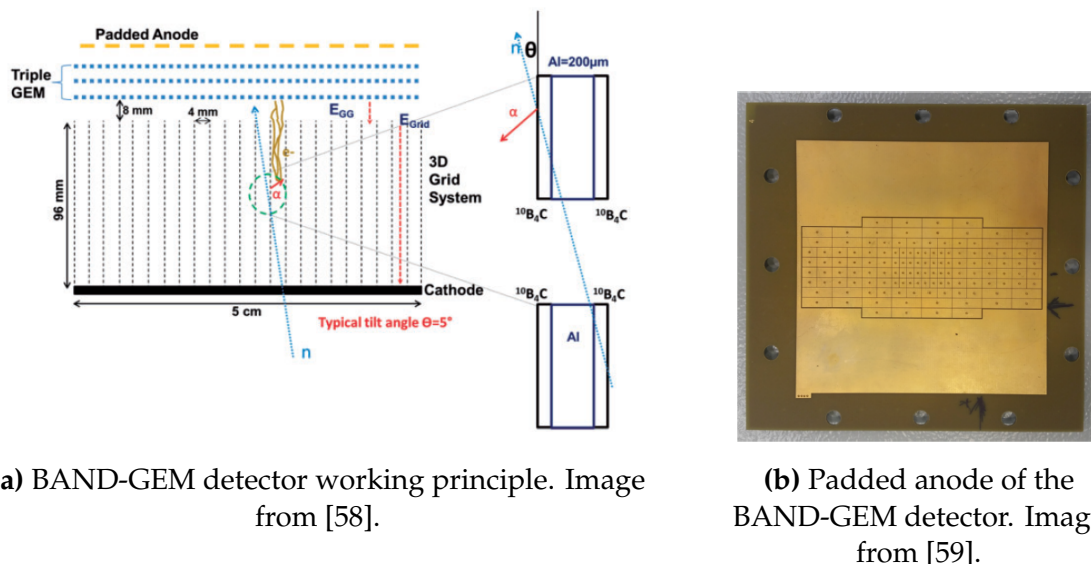 Padded Anode
Triple
GEM
8 mm
4 mm
E_GG
E_Grid
e-
α
96 mm
3D
Grid
System
Cathode
5 cm
Typical tilt angle Θ=5°
n
n
θ
Al=200μm
α
¹⁰B₄C
¹⁰B₄C
¹⁰B₄C
¹⁰B₄C
Al
a) BAND-GEM detector working principle. Image
from [58].
(b) Padded anode of the
BAND-GEM detector. Imag
from [59].